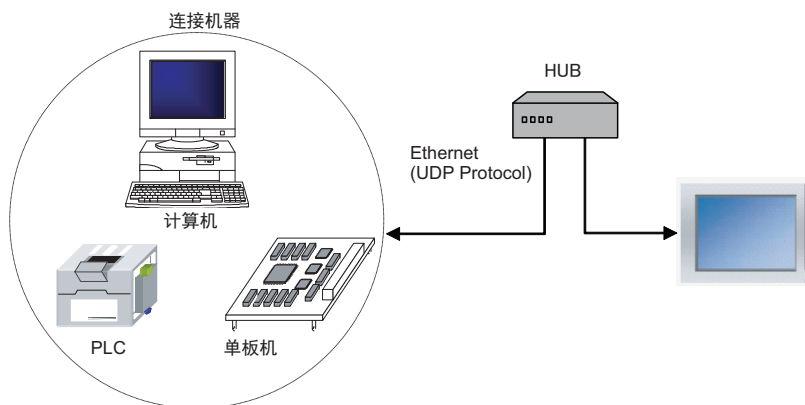 连接机器
HUB
Ethernet
(UDP Protocol)
计算机
PLC
单板机